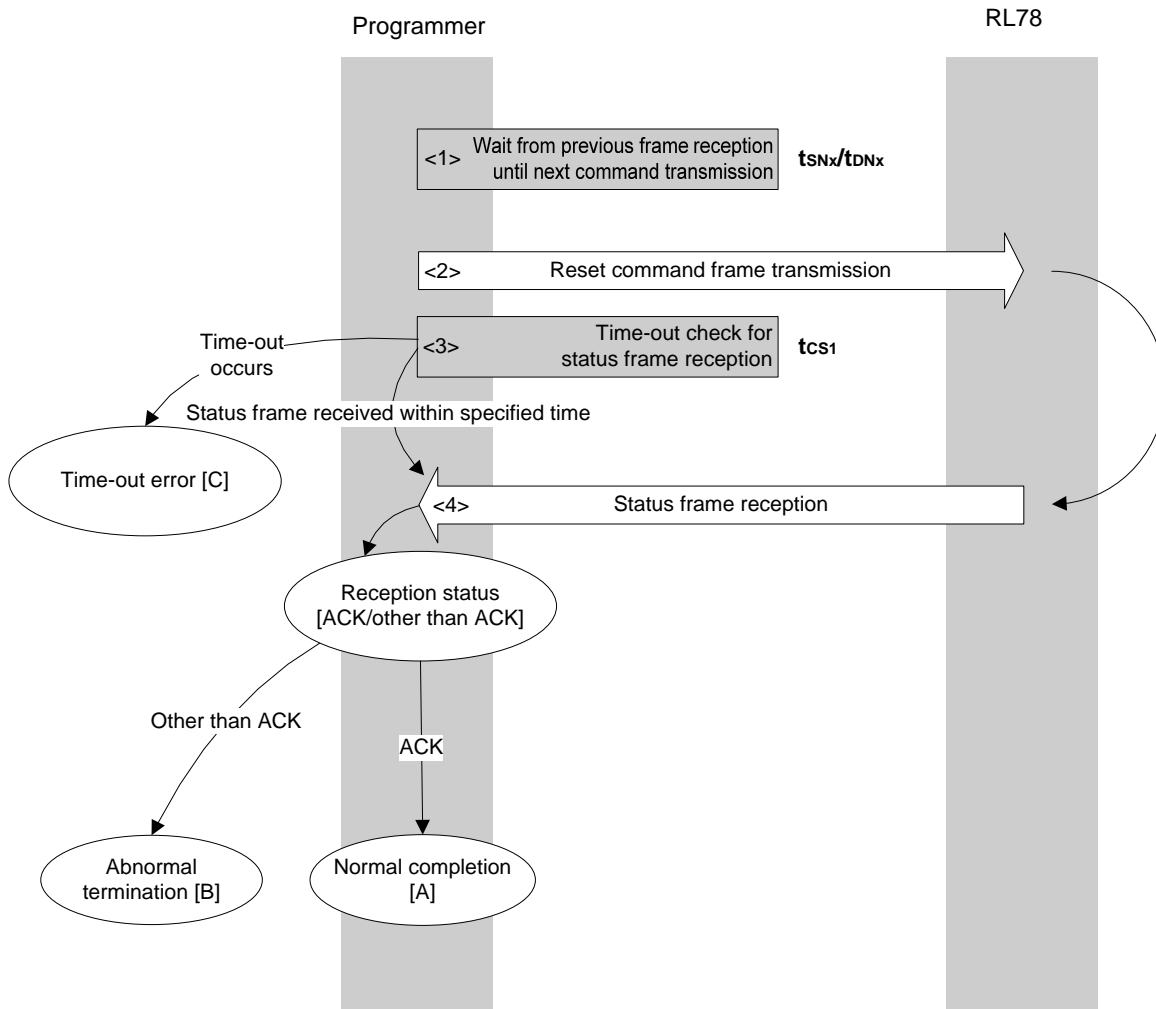 Programmer
RL78
<1> Wait from previous frame reception
until next command transmission
tSNx/tDNx
<2> Reset command frame transmission
<3> Time-out check for
status frame reception
tCS1
Time-out
occurs
Status frame received within specified time
Time-out error [C]
<4> Status frame reception
Reception status
[ACK/other than ACK]
Other than ACK
ACK
Abnormal
termination [B]
Normal completion
[A]